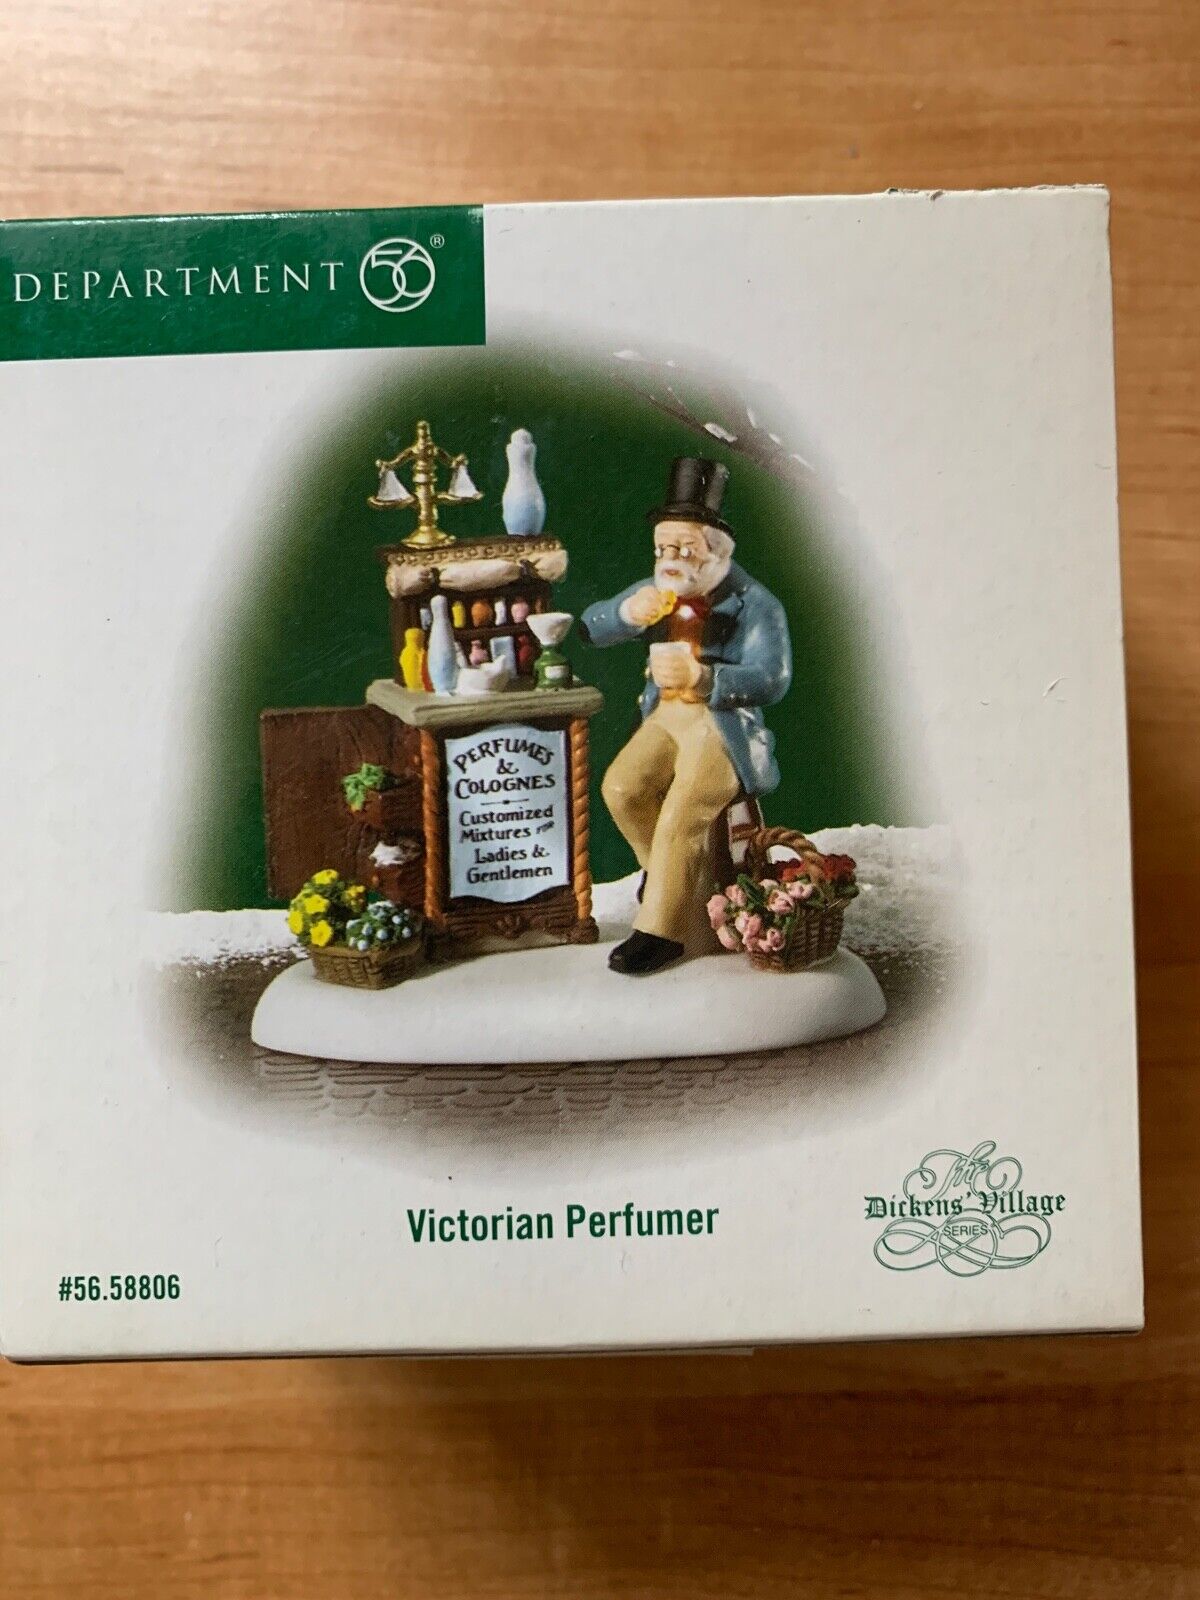 DEPARTMENT 56®
PERFUMES
&
COLOGNES
Customized
Mixtures FOR
Ladies &
Gentlemen
Victorian Perfumer
The
Dickens' Village
SERIES
#56.58806